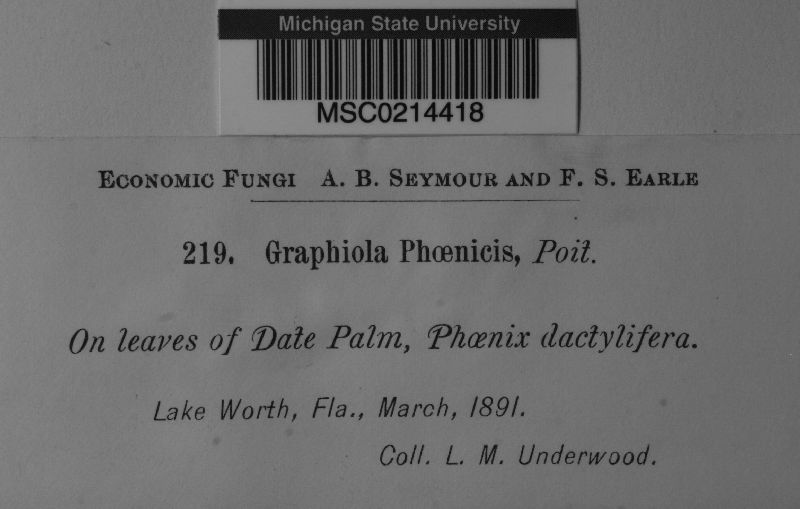 Michigan State University
MSC0214418
Economic Fungi A. B. Seymour and F. S. Earle
219. Graphiola Phœnicis, Poit.
On leaves of Date Palm, Phœnix dactylifera.
Lake Worth, Fla., March, 1891.
Coll. L. M. Underwood.